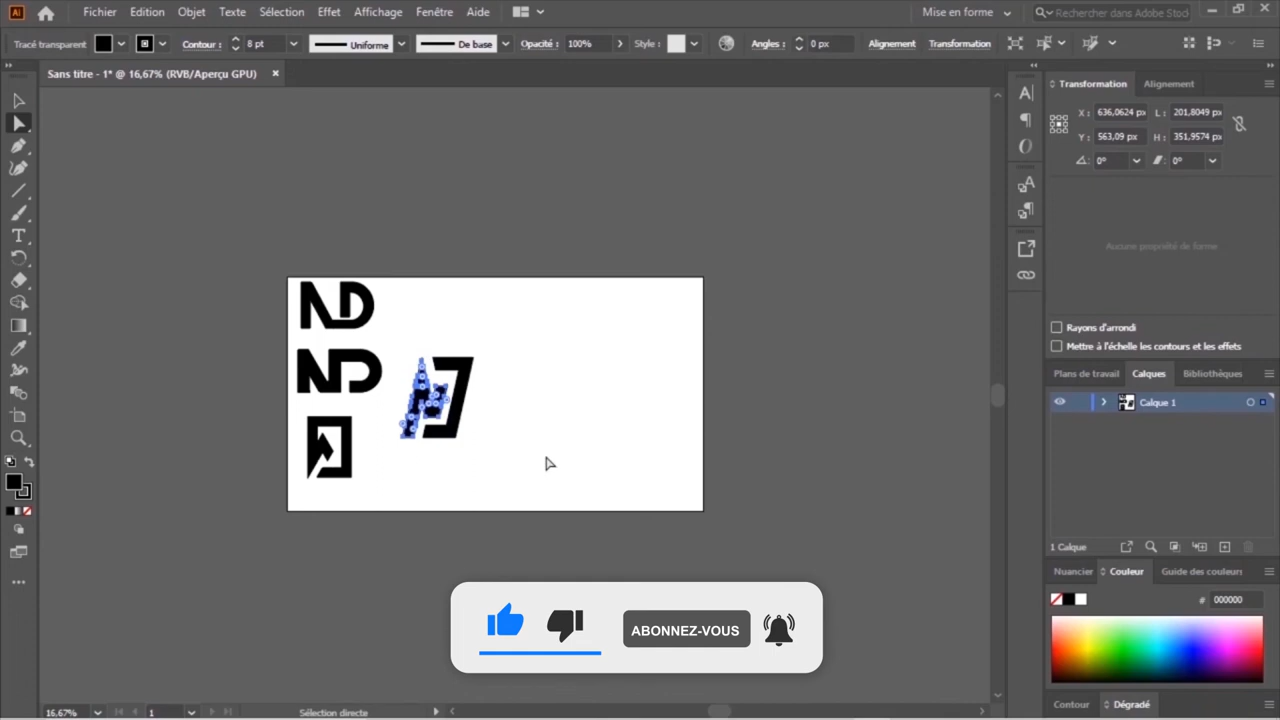 Ai Fichier Edition Objet Texte Sélection Effet Affichage Fenêtre Aide Mise en forme Rechercher dans Adobe Stock
Tracé transparent Contour : 8 pt Uniforme De base Opacité : 100% Style : Angles : 0 px Alignement Transformation
Sans titre - 1* @ 16,67% (RVB/Aperçu GPU)
Transformation Alignement
X : 636,0624 px L : 201,8049 px
Y : 563,09 px H : 351,9574 px
0° 0°
Aucune propriété de forme
ND
ND
Rayons d'arrondi
Mettre à l'échelle les contours et les effets
Plans de travail Calques Bibliothèques
Calque 1
1 Calque
Nuancier Couleur Guide des couleurs
# 000000
ABONNEZ-VOUS
Contour Dégradé
16,67% 1 Sélection directe